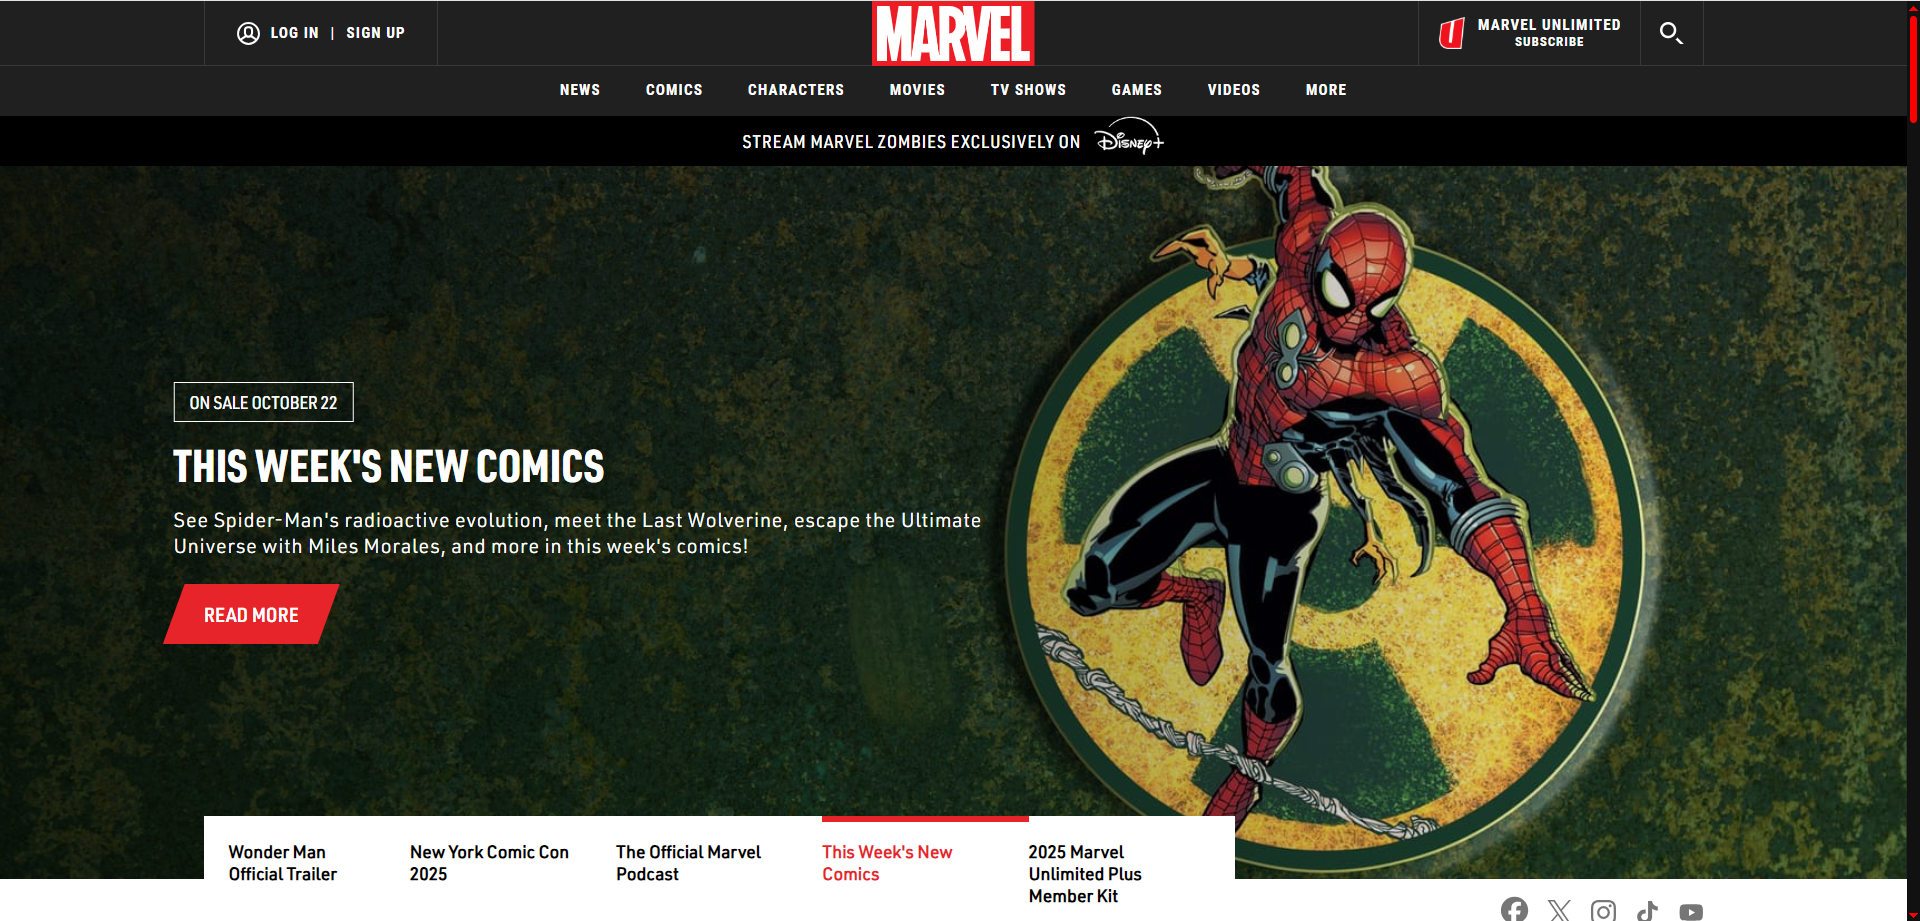 LOG IN | SIGN UP
MARVEL
MARVEL UNLIMITED
SUBSCRIBE
NEWS COMICS CHARACTERS MOVIES TV SHOWS GAMES VIDEOS MORE
STREAM MARVEL ZOMBIES EXCLUSIVELY ON Disney+
ON SALE OCTOBER 22
THIS WEEK'S NEW COMICS
See Spider-Man's radioactive evolution, meet the Last Wolverine, escape the Ultimate
Universe with Miles Morales, and more in this week's comics!
READ MORE
Wonder Man
Official Trailer
New York Comic Con
2025
The Official Marvel
Podcast
This Week's New
Comics
2025 Marvel
Unlimited Plus
Member Kit